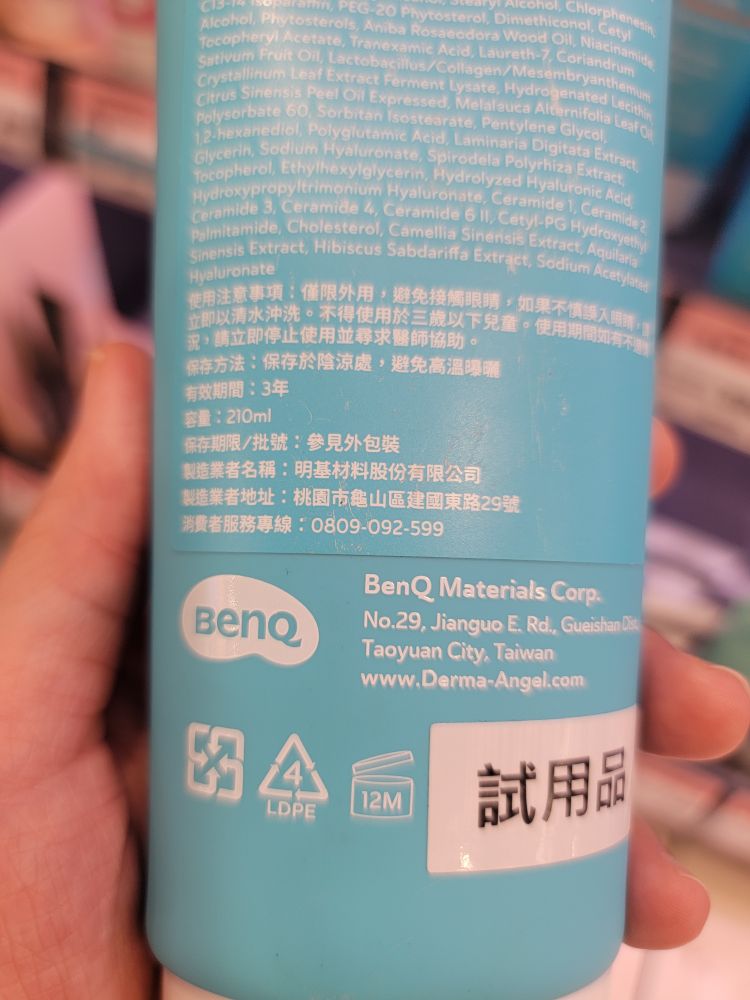 Stearyl Alcohol, Chlorphenesin,
C13-14 Isoparaffin, PEG-20 Phytosterol, Dimethiconol, Cetyl
Alcohol, Phytosterols, Aniba Rosaeodora Wood Oil, Niacinamide,
Tocopheryl Acetate, Tranexamic Acid, Laureth-7, Coriandrum
Sativum Fruit Oil, Lactobacillus/Collagen/Mesembryanthemum
Crystallinum Leaf Extract Ferment Lysate, Hydrogenated Lecithin,
Citrus Sinensis Peel Oil Expressed, Melalauca Alternifolia Leaf Oil,
Polysorbate 60, Sorbitan Isostearate, Pentylene Glycol,
1,2-hexanediol, Polyglutamic Acid, Laminaria Digitata Extract,
Glycerin, Sodium Hyaluronate, Spirodela Polyrhiza Extract,
Tocopherol, Ethylhexylglycerin, Hydrolyzed Hyaluronic Acid,
Hydroxypropyltrimonium Hyaluronate, Ceramide 1, Ceramide 2,
Ceramide 3, Ceramide 4, Ceramide 6 II, Cetyl-PG Hydroxyethyl
Palmitamide, Cholesterol, Camellia Sinensis Extract, Aquilaria
Sinensis Extract, Hibiscus Sabdariffa Extract, Sodium Acetylated
Hyaluronate
使用注意事項：僅限外用，避免接觸眼睛，如果不慎誤入眼睛，
立即以清水沖洗。不得使用於三歲以下兒童。使用期間如有不適
況，請立即停止使用並尋求醫師協助。
保存方法：保存於陰涼處，避免高溫曝曬
有效期間：3年
容量：210ml
保存期限/批號：參見外包裝
製造業者名稱：明基材料股份有限公司
製造業者地址：桃園市龜山區建國東路29號
消費者服務專線：0809-092-599
BenQ
BenQ Materials Corp.
No.29, Jianguo E. Rd., Gueishan Dist.,
Taoyuan City, Taiwan
www.Derma-Angel.com
4
LDPE
12M
試用品